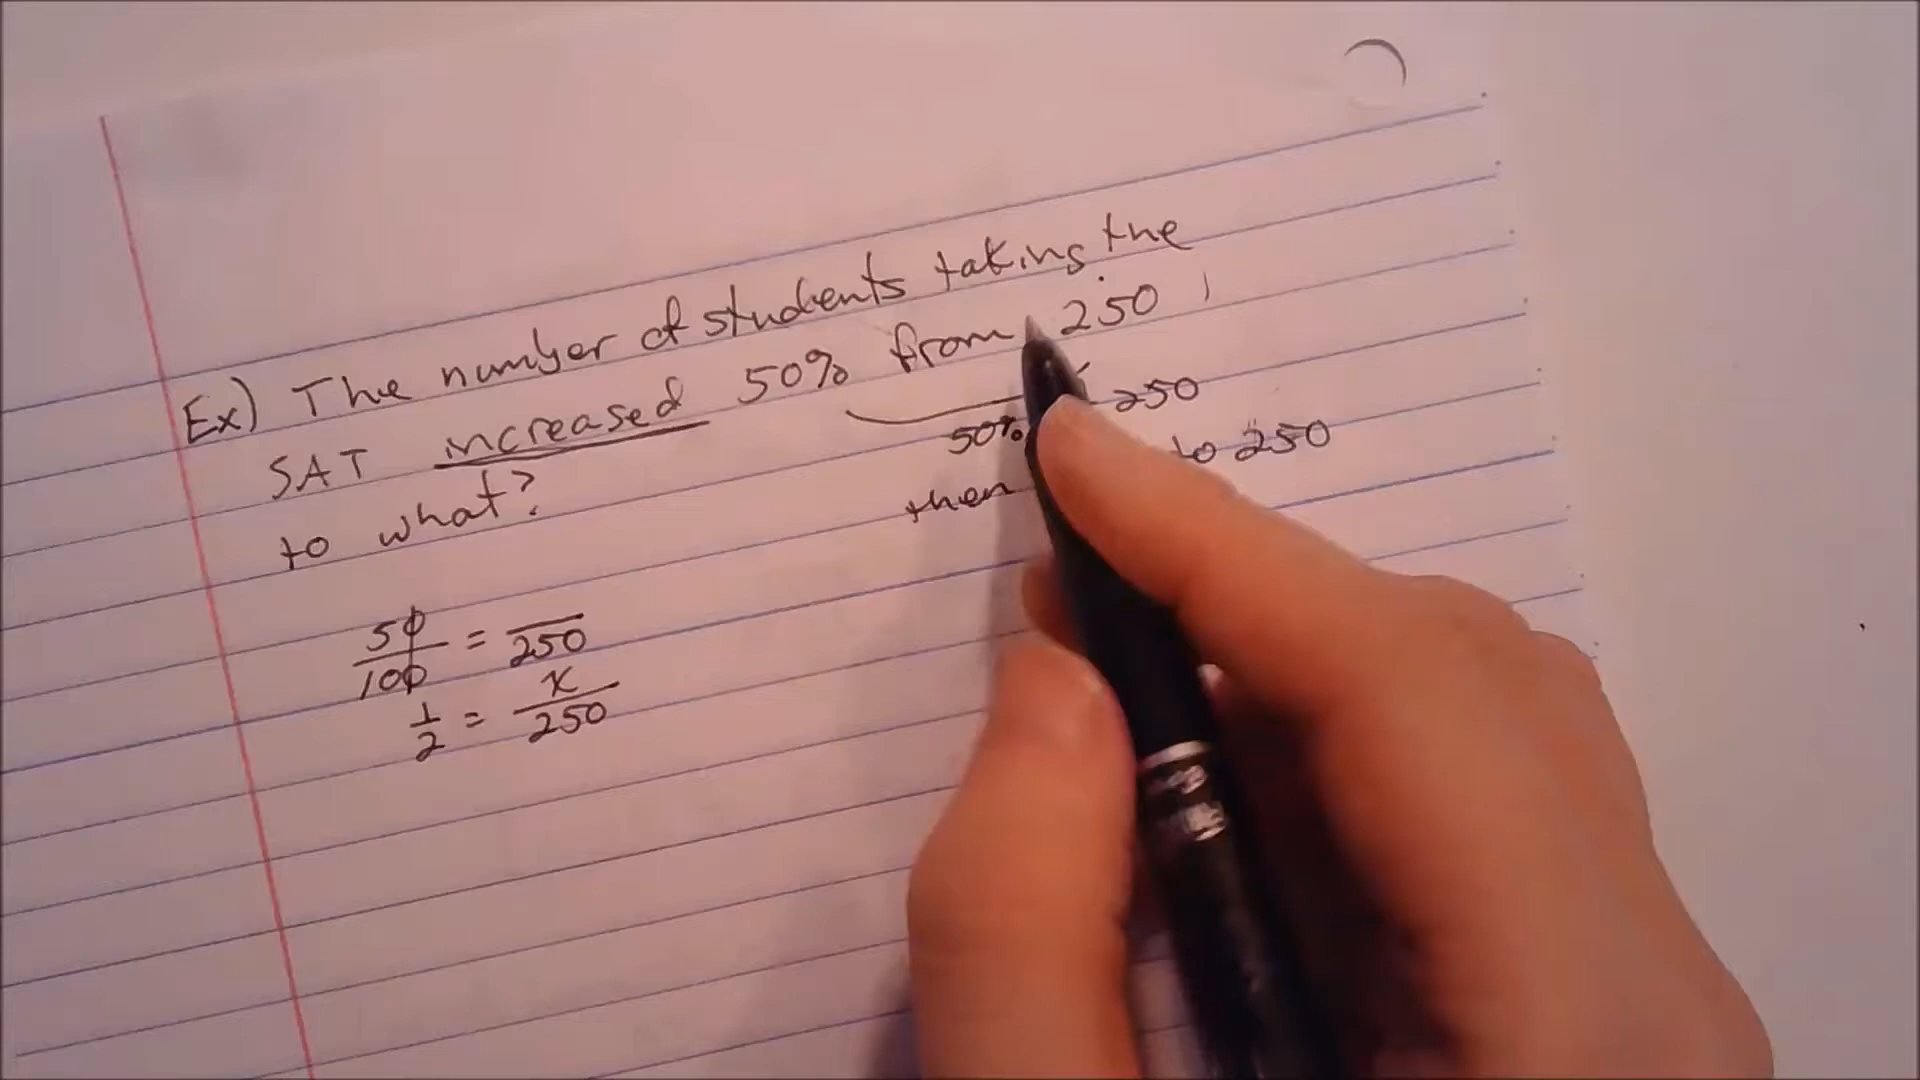 Ex) The number of students taking the
SAT increased 50% from 250,
to what?
50% 250
then to 250
50/100 = /250
1/2 = x/250